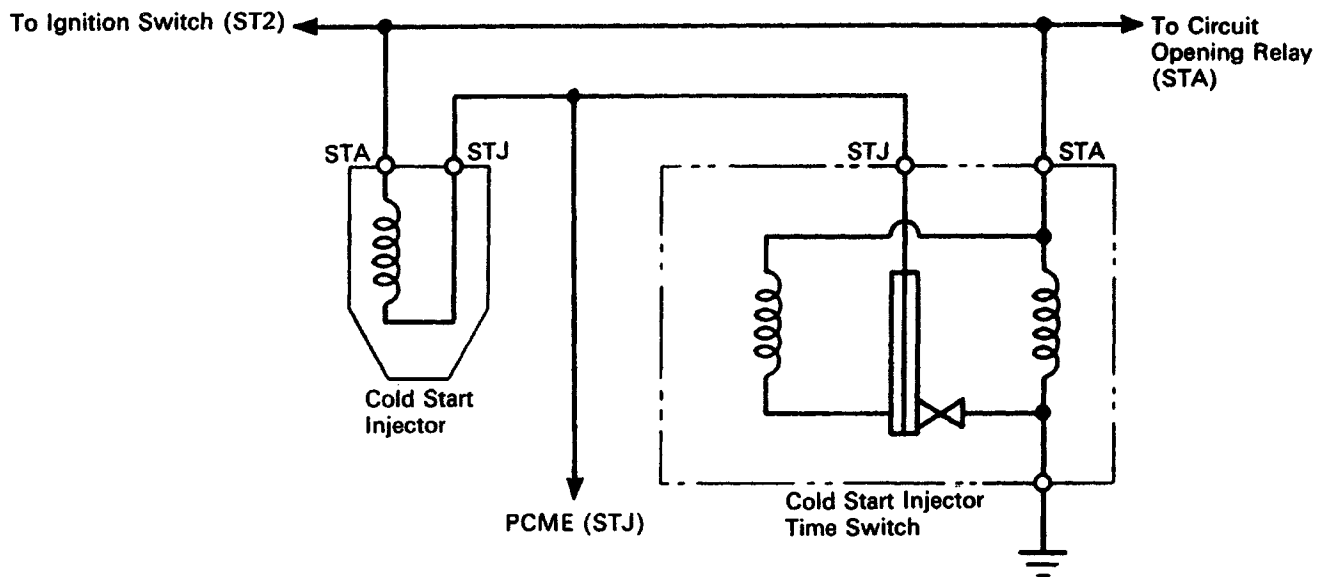 To Ignition Switch (ST2)
To Circuit
Opening Relay
(STA)
STA
STJ
STJ
STA
Cold Start
Injector
PCME (STJ)
Cold Start Injector
Time Switch